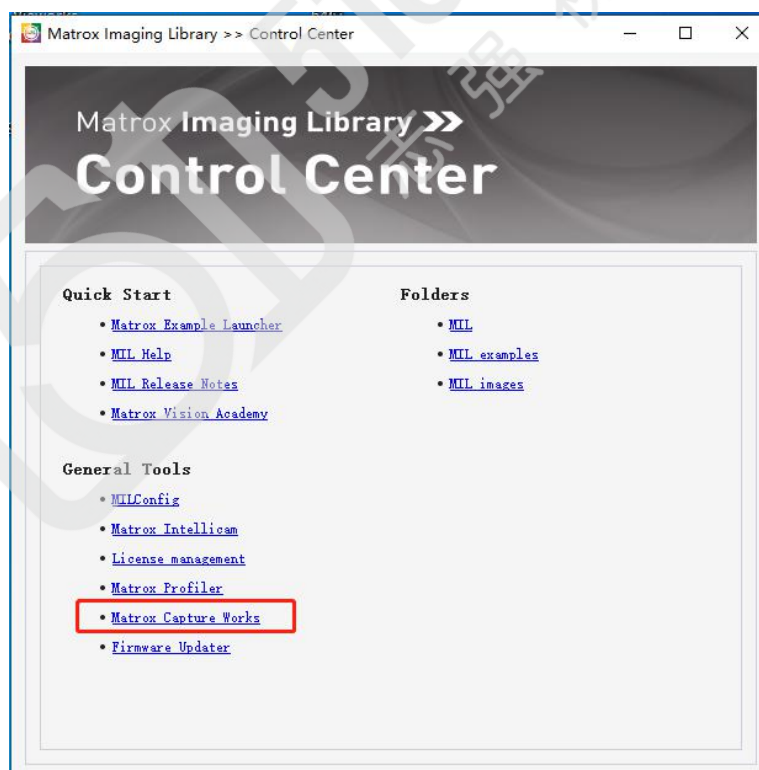 Matrox Imaging Library >> Control Center
Matrox Imaging Library >>
Control Center
Quick Start
• Matrox Example Launcher
• MIL Help
• MIL Release Notes
• Matrox Vision Academy
Folders
• MIL
• MIL examples
• MIL images
General Tools
• MILConfig
• Matrox Intellicam
• License management
• Matrox Profiler
• Matrox Capture Works
• Firmware Updater
志强